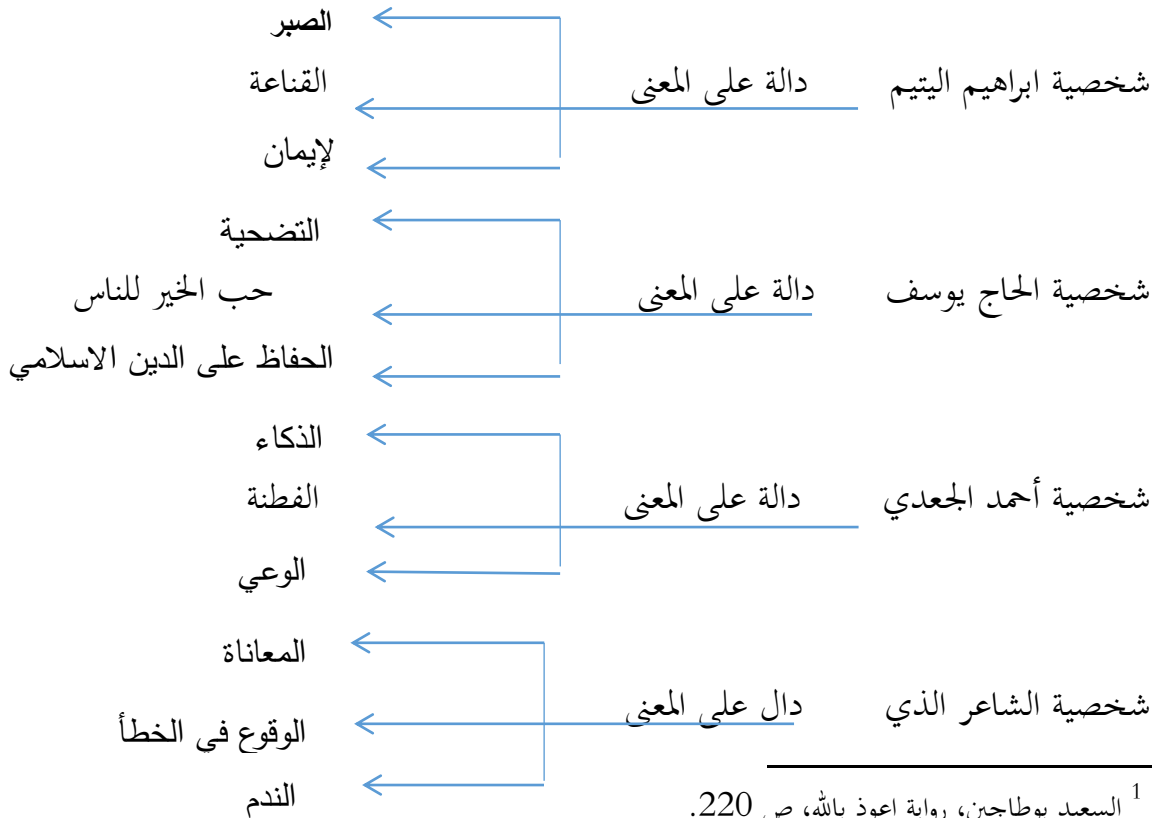 الصبر
شخصية ابراهيم اليتيم دالة على المعنى القناعة
لإيمان
التضحية
شخصية الحاج يوسف دالة على المعنى حب الخير للناس
الحفاظ على الدين الاسلامي
الذكاء
شخصية أحمد الجعدي دالة على المعنى الفطنة
الوعي
المعاناة
شخصية الشاعر الذي دال على المعنى الوقوع في الخطأ
الندم
1 السعيد بوطاجين، رواية اعوذ بالله، ص 220.